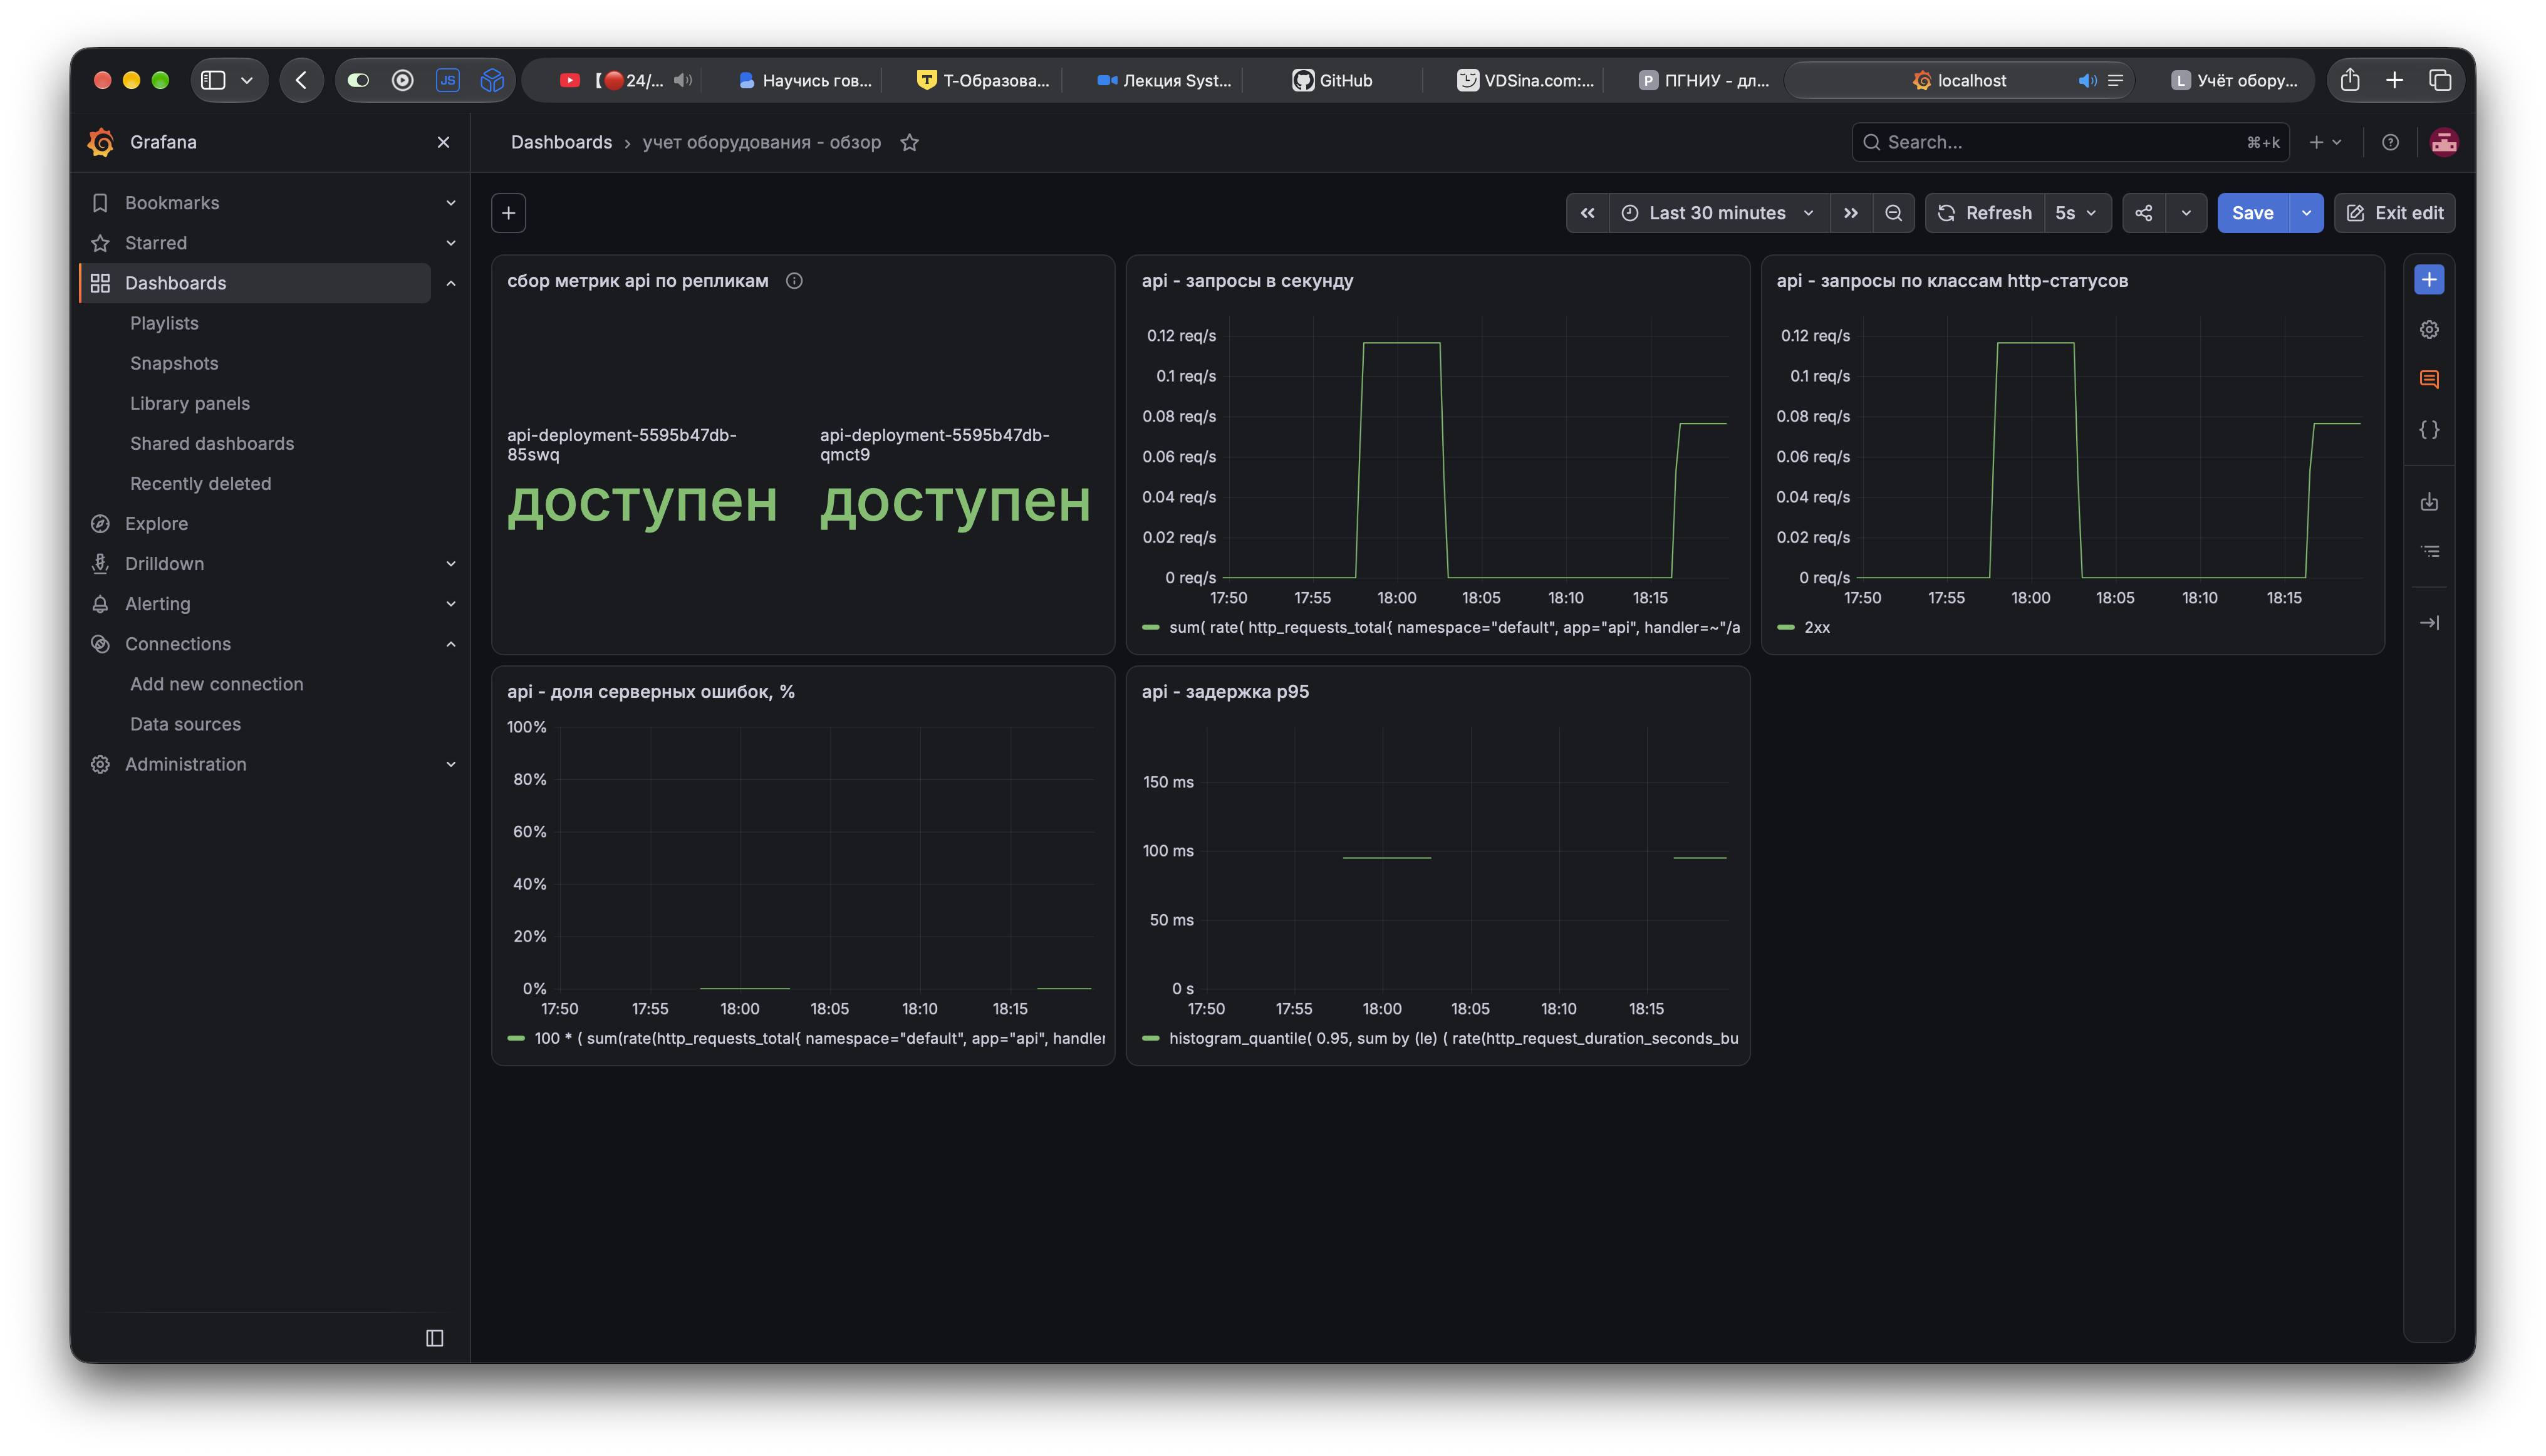 【🔴24/...
Научись гов...
Т-Образова...
Лекция Syst...
GitHub
VDSina.com:...
ПГНИУ - дл...
localhost
Учёт обору...
Grafana
Dashboards › учет оборудования - обзор
Search...
⌘+k
Bookmarks
Starred
Dashboards
Playlists
Snapshots
Library panels
Shared dashboards
Recently deleted
Explore
Drilldown
Alerting
Connections
Add new connection
Data sources
Administration
Last 30 minutes
Refresh
5s
Save
Exit edit
сбор метрик api по репликам
api-deployment-5595b47db-
85swq
доступен
api-deployment-5595b47db-
qmct9
доступен
api - запросы в секунду
0.12 req/s
0.1 req/s
0.08 req/s
0.06 req/s
0.04 req/s
0.02 req/s
0 req/s
17:50 17:55 18:00 18:05 18:10 18:15
sum( rate( http_requests_total{ namespace="default", app="api", handler=~"/a
api - запросы по классам http-статусов
0.12 req/s
0.1 req/s
0.08 req/s
0.06 req/s
0.04 req/s
0.02 req/s
0 req/s
17:50 17:55 18:00 18:05 18:10 18:15
2xx
api - доля серверных ошибок, %
100%
80%
60%
40%
20%
0%
17:50 17:55 18:00 18:05 18:10 18:15
100 * ( sum(rate(http_requests_total{ namespace="default", app="api", handler
api - задержка p95
150 ms
100 ms
50 ms
0 s
17:50 17:55 18:00 18:05 18:10 18:15
histogram_quantile( 0.95, sum by (le) ( rate(http_request_duration_seconds_bu